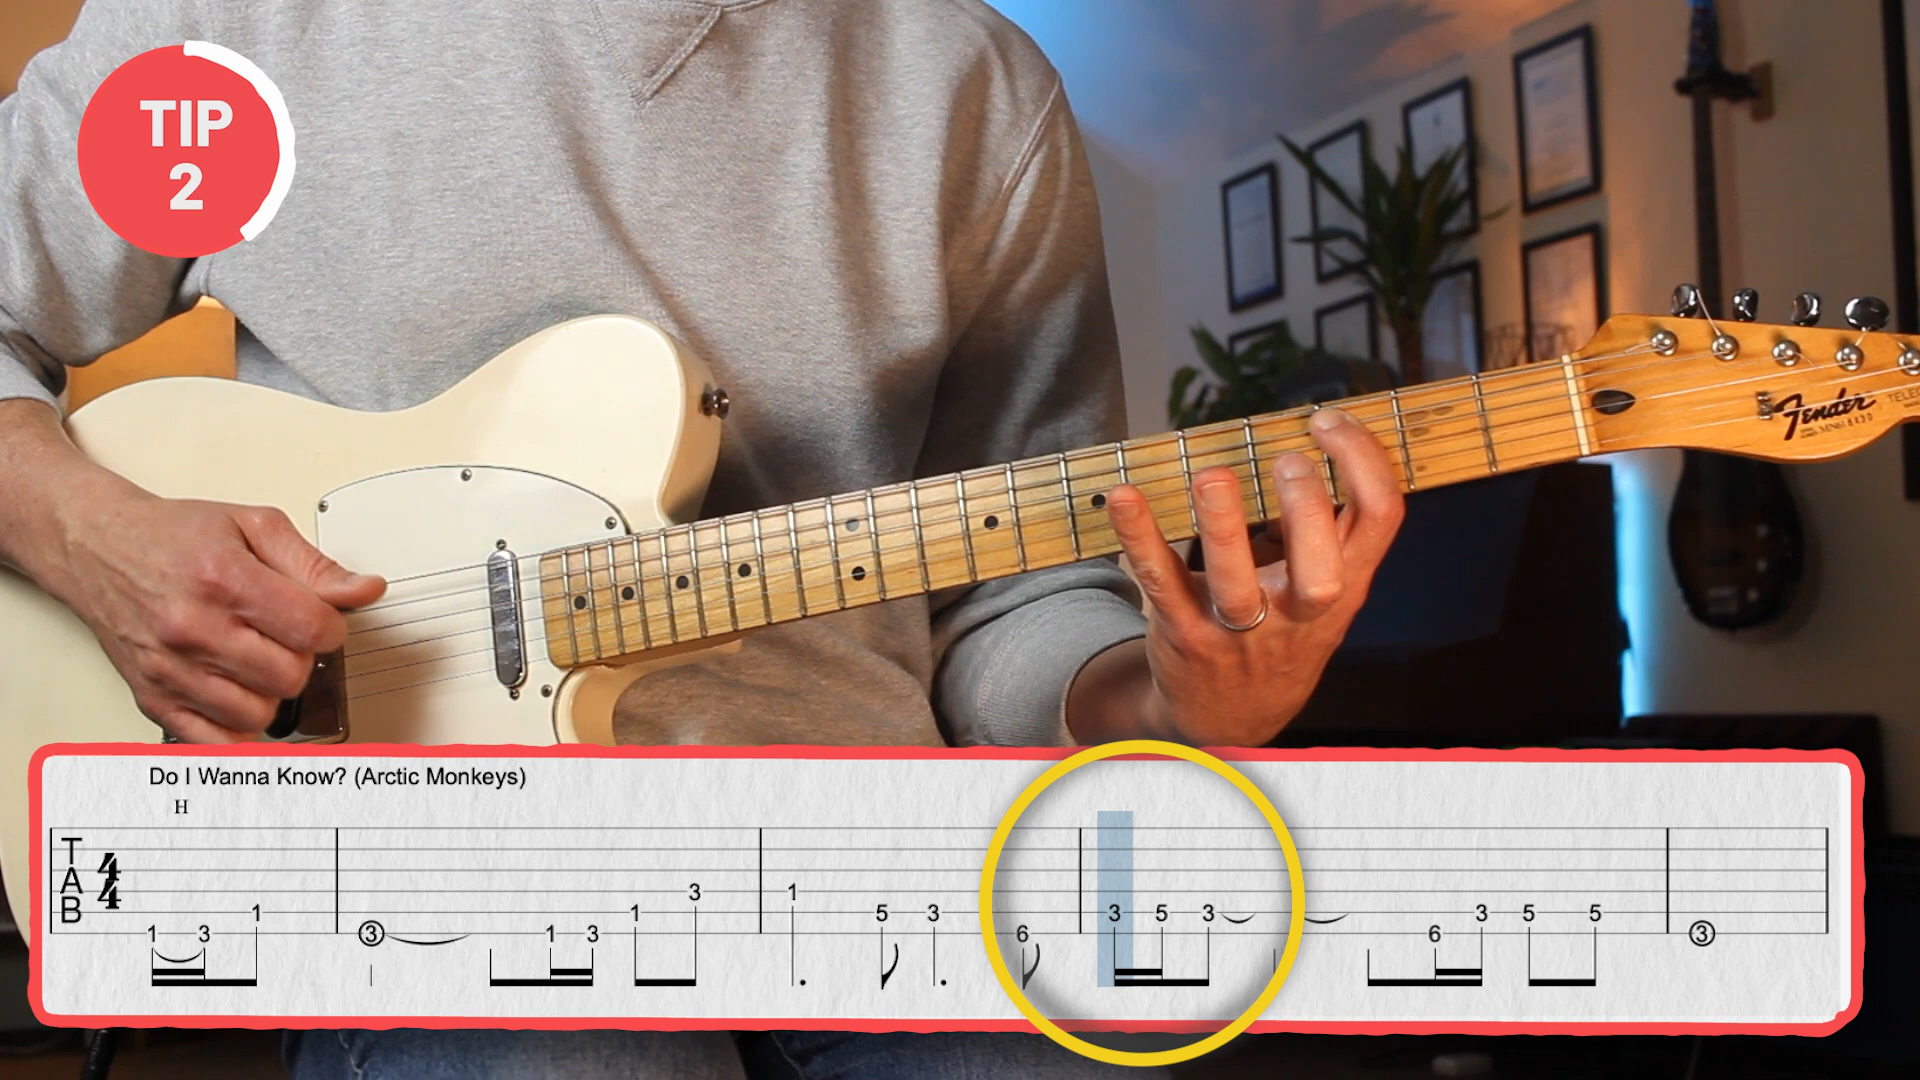 TIP
2
Fender
Do I Wanna Know? (Arctic Monkeys)
H
T
A
B
4
4
1 3 1
3 1 3 1 3
1 5 3 6
3 5 3
6 3 5 5
3